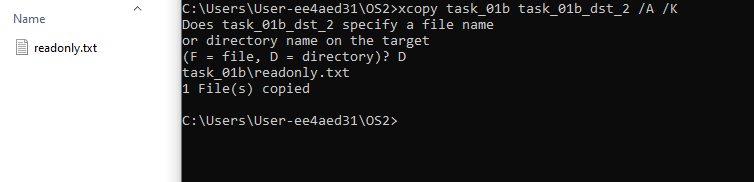 Name
readonly.txt
C:\Users\User-ee4aed31\OS2>xcopy task_01b task_01b_dst_2 /A /K
Does task_01b_dst_2 specify a file name
or directory name on the target
(F = file, D = directory)? D
task_01b\readonly.txt
1 File(s) copied
C:\Users\User-ee4aed31\OS2>